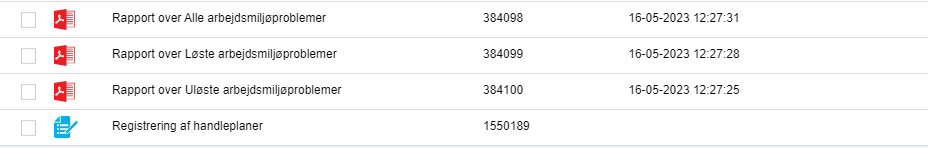 Rapport over Alle arbejdsmiljøproblemer 384098 16-05-2023 12:27:31
Rapport over Løste arbejdsmiljøproblemer 384099 16-05-2023 12:27:28
Rapport over Uløste arbejdsmiljøproblemer 384100 16-05-2023 12:27:25
Registrering af handleplaner 1550189